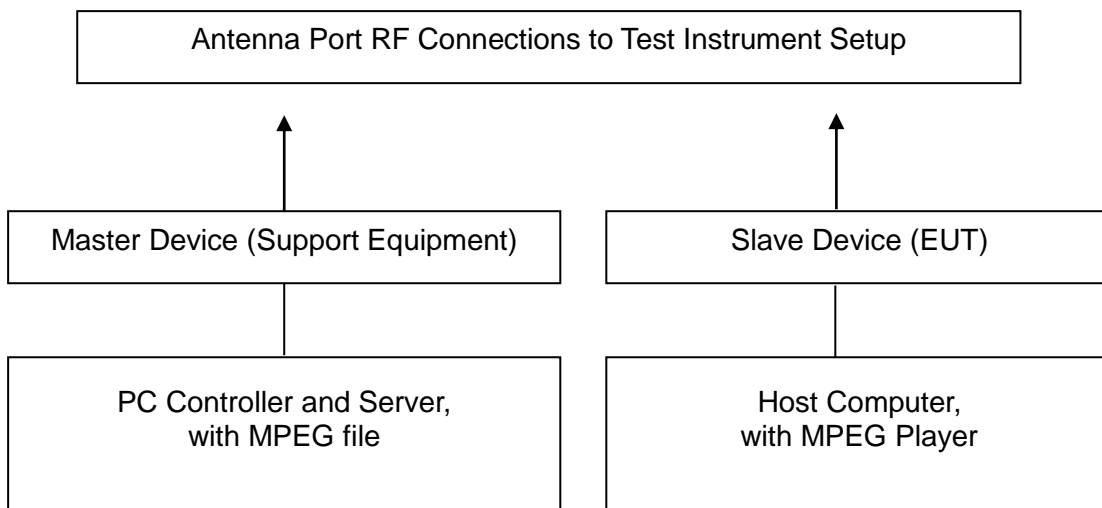 Antenna Port RF Connections to Test Instrument Setup
Master Device (Support Equipment)
Slave Device (EUT)
PC Controller and Server,
with MPEG file
Host Computer,
with MPEG Player